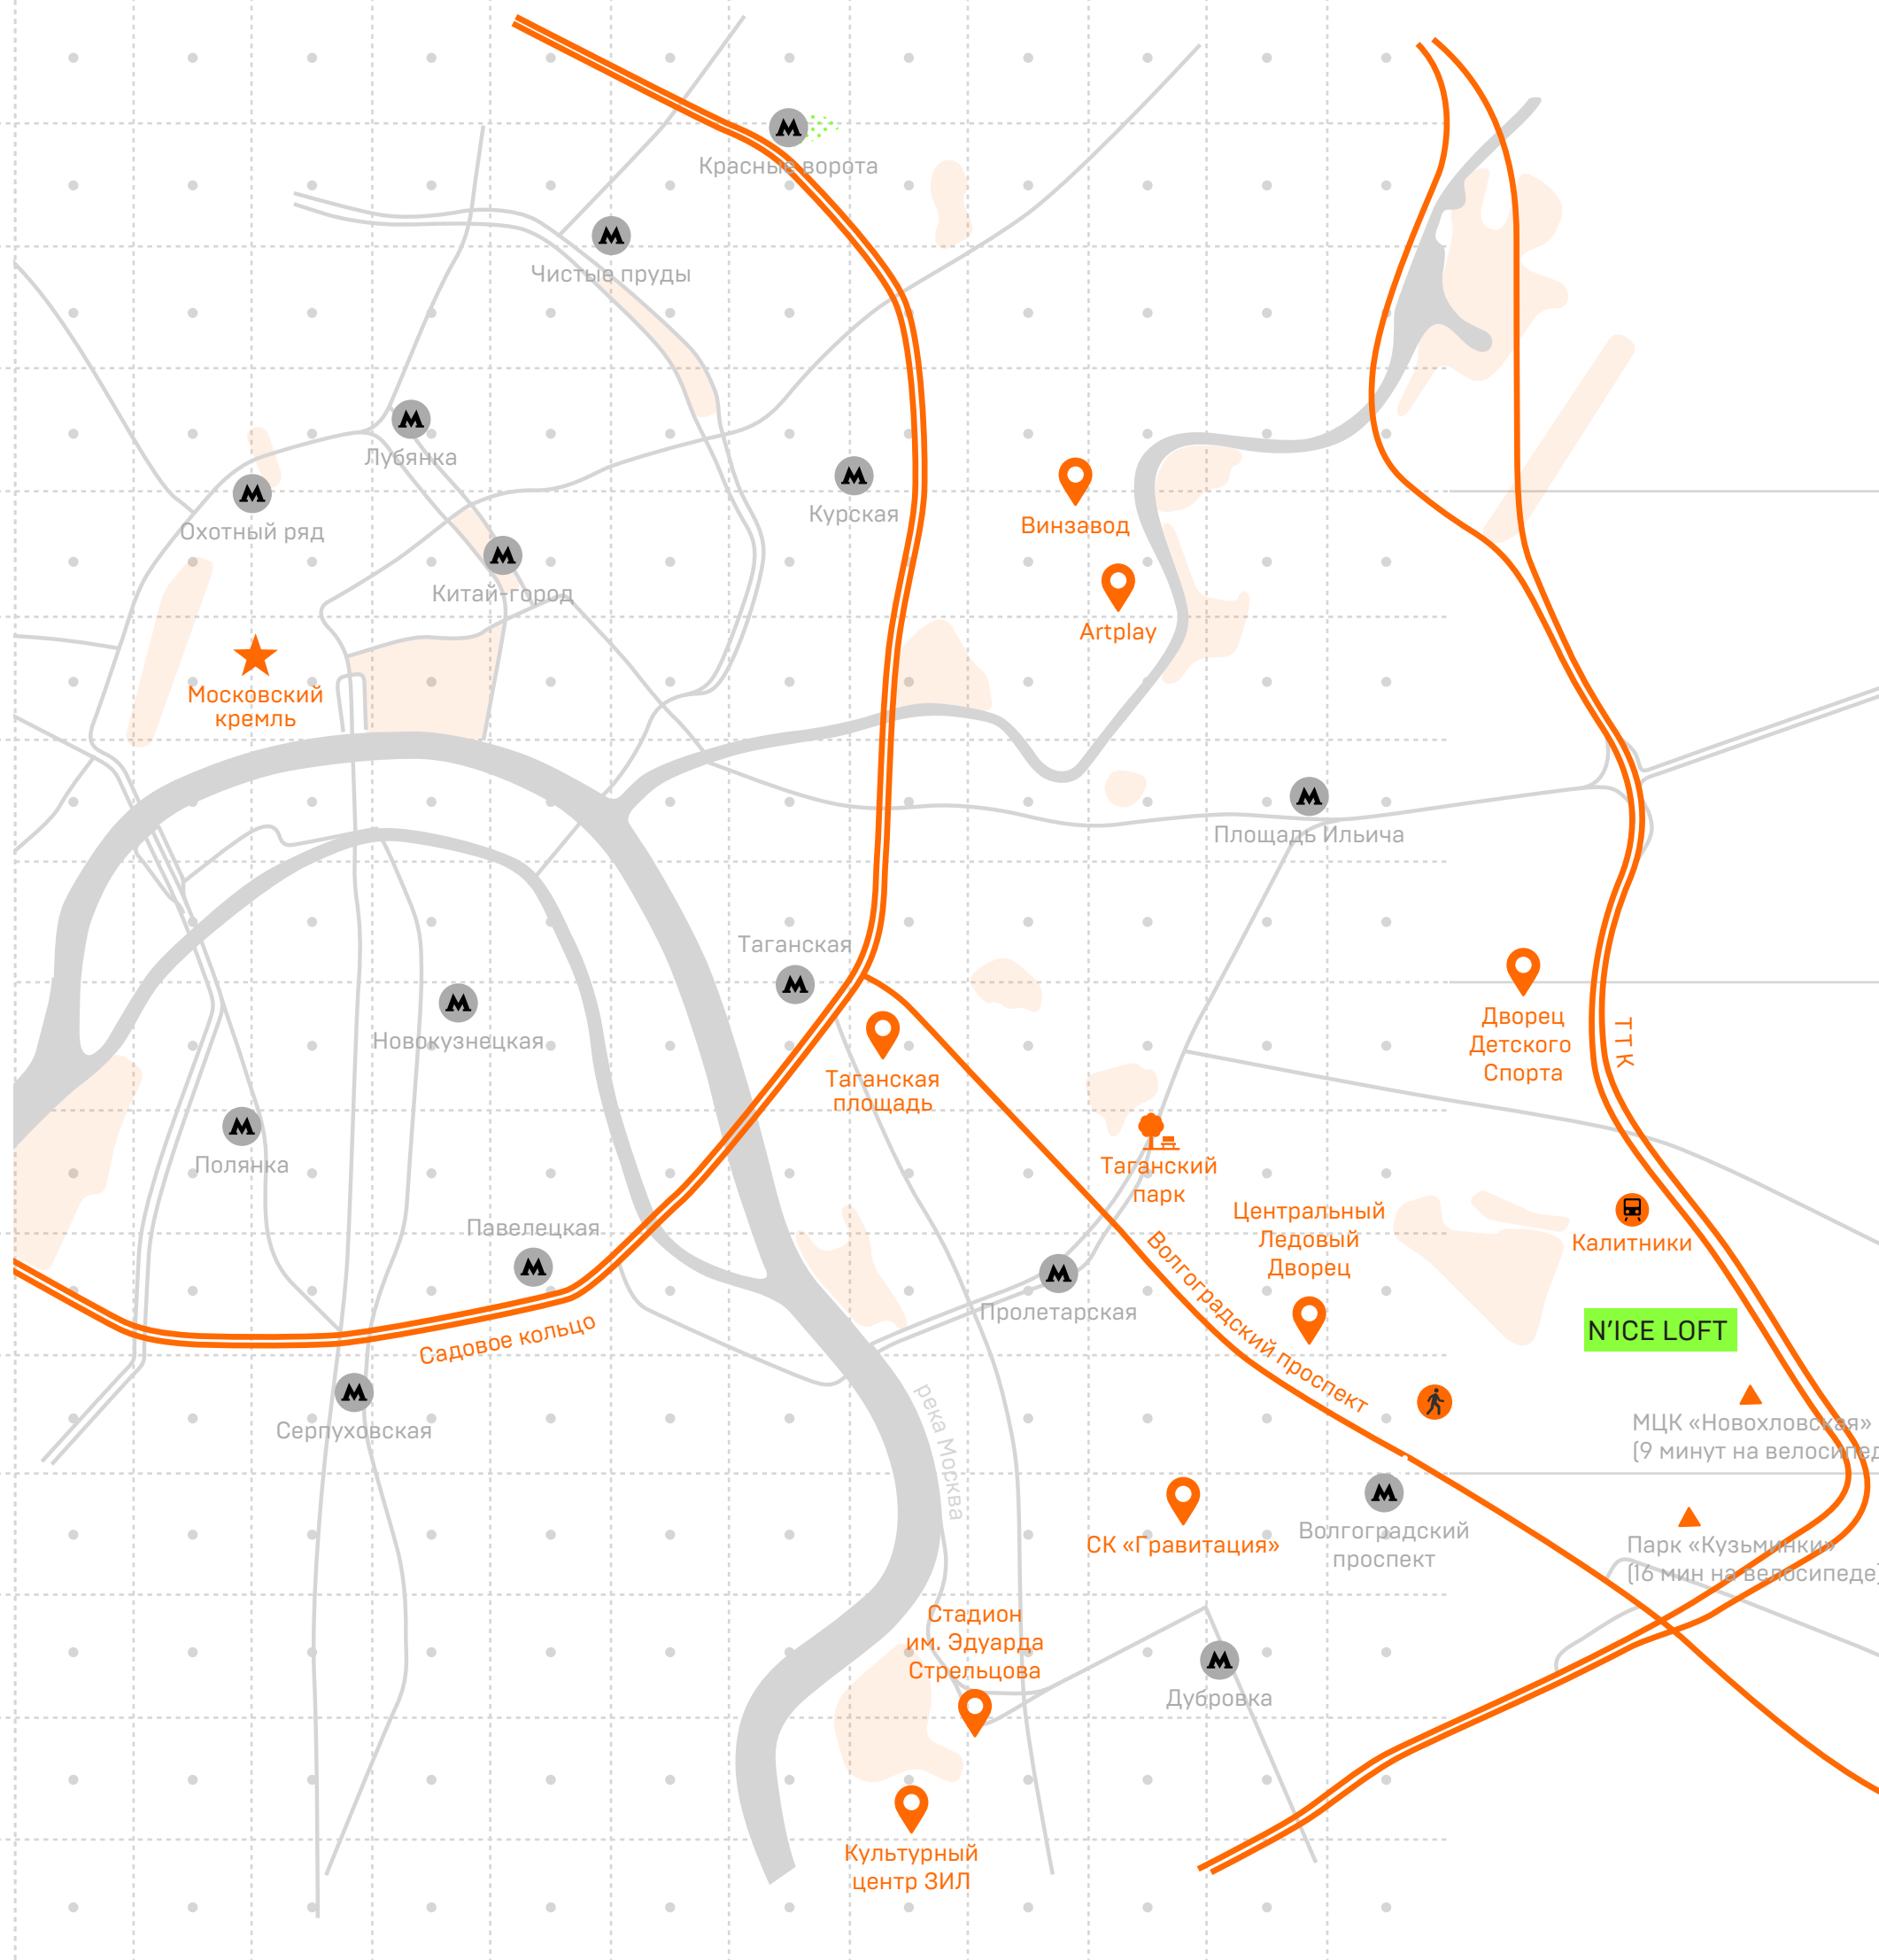 Красные ворота
Чистые пруды
Лубянка
Охотный ряд
Курская
Винзавод
Китай-город
Artplay
Московский
кремль
Площадь Ильича
Таганская
Новокузнецкая
Таганская
площадь
Дворец
Детского
Спорта
ТТК
Полянка
Таганский
парк
Павелецкая
Центральный
Ледовый
Дворец
Калитники
Волгоградский проспект
Пролетарская
Садовое кольцо
N'ICE LOFT
Серпуховская
река Москва
МЦК «Новохловская»
(9 минут на велосипед
СК «Гравитация»
Волгоградский
проспект
Парк «Кузьминки»
(16 мин на велосипеде)
Стадион
им. Эдуарда
Стрельцова
Дубровка
Культурный
центр ЗИЛ